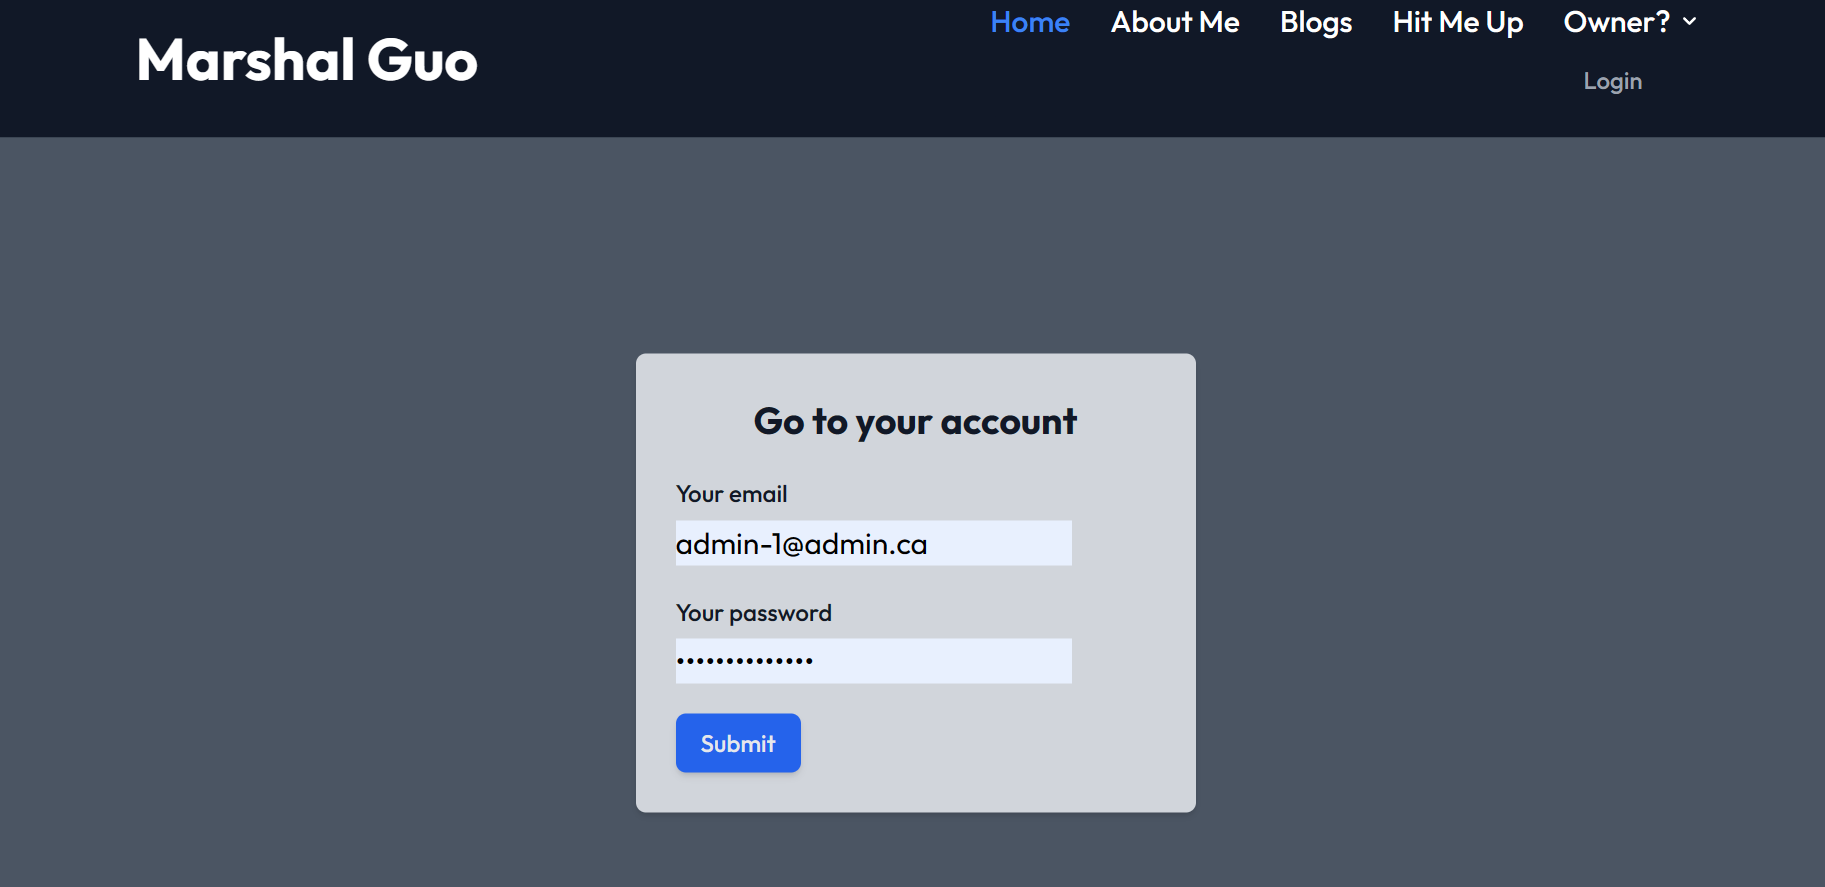 Marshal Guo
Home About Me Blogs Hit Me Up Owner?
Login
Go to your account
Your email
admin-1@admin.ca
Your password
••••••••••••••
Submit